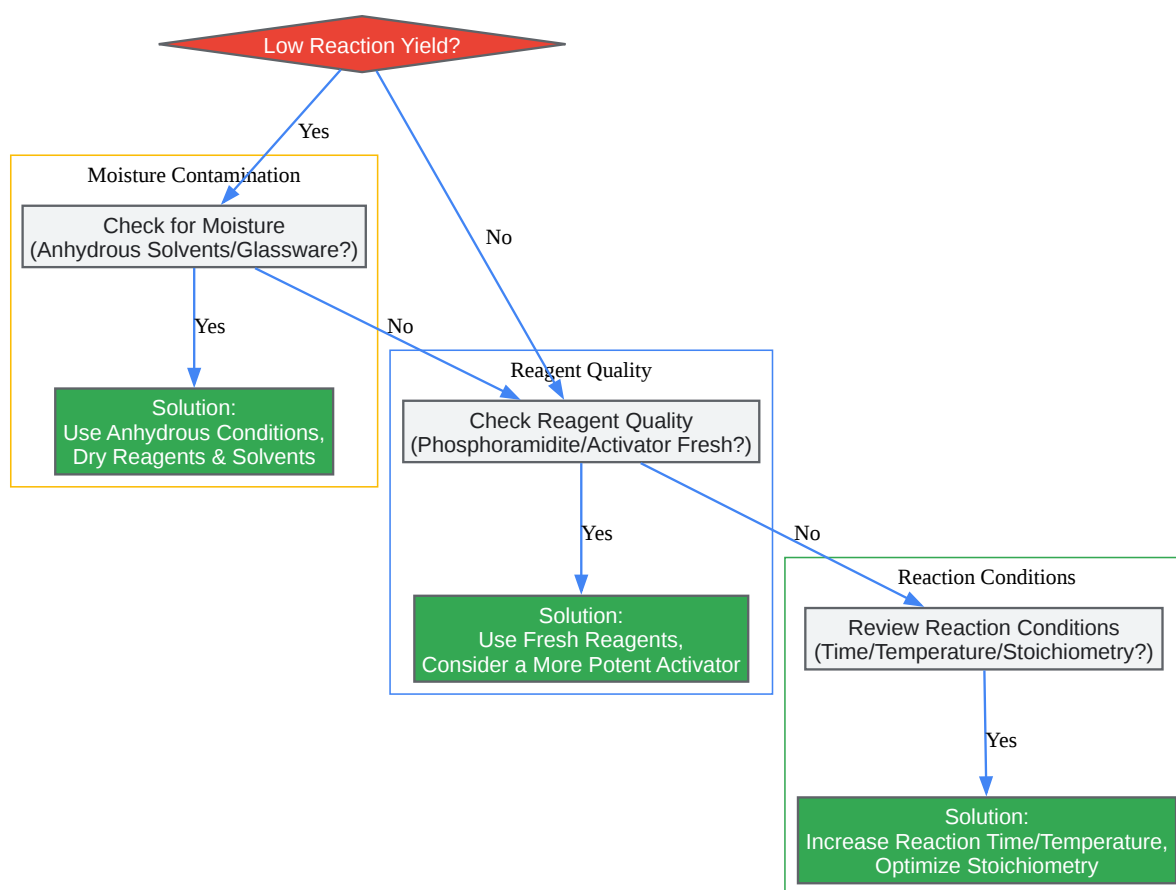 Low Reaction Yield?
Yes
Moisture Contamination
Check for Moisture
(Anhydrous Solvents/Glassware?)
No
Yes
No
Solution:
Use Anhydrous Conditions,
Dry Reagents & Solvents
Reagent Quality
Check Reagent Quality
(Phosphoramidite/Activator Fresh?)
Yes
No
Solution:
Use Fresh Reagents,
Consider a More Potent Activator
Reaction Conditions
Review Reaction Conditions
(Time/Temperature/Stoichiometry?)
Yes
Solution:
Increase Reaction Time/Temperature,
Optimize Stoichiometry